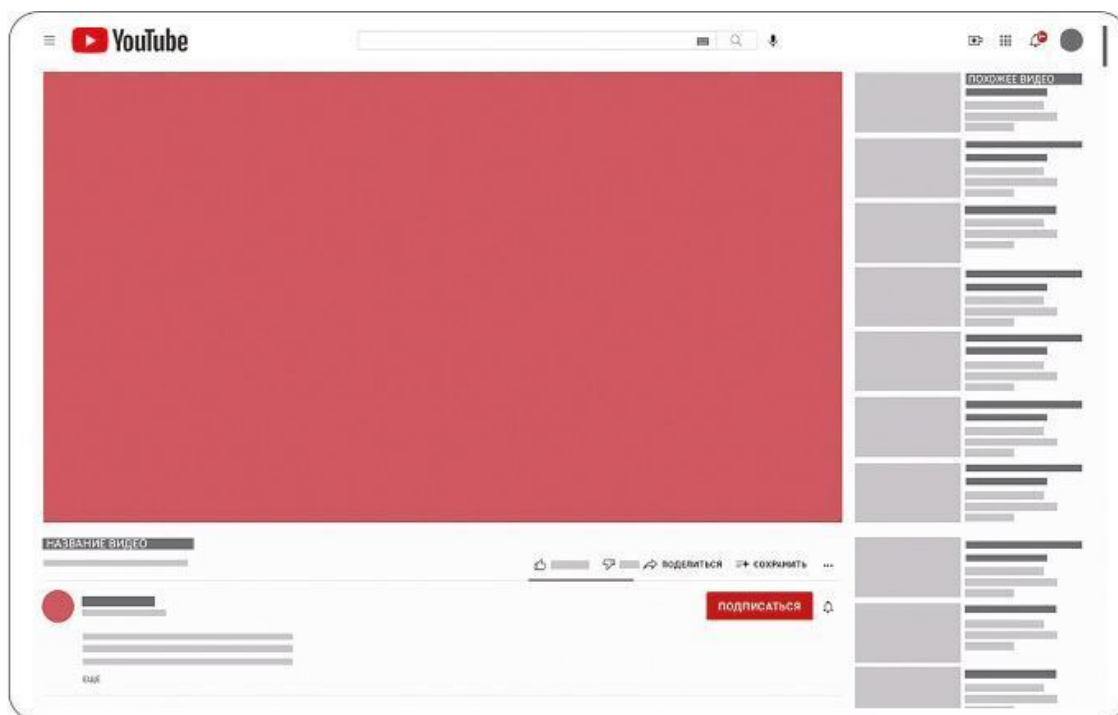 YouTube
ПОХОЖЕЕ ВИДЕО
НАЗВАНИЕ ВИДЕО
ПОДЕЛИТЬСЯ
СОХРАНИТЬ
ПОДПИСАТЬСЯ
ЕЩЁ